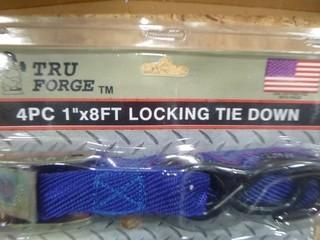 TRU
FORGE ™
4PC 1"x8FT LOCKING TIE DOWN